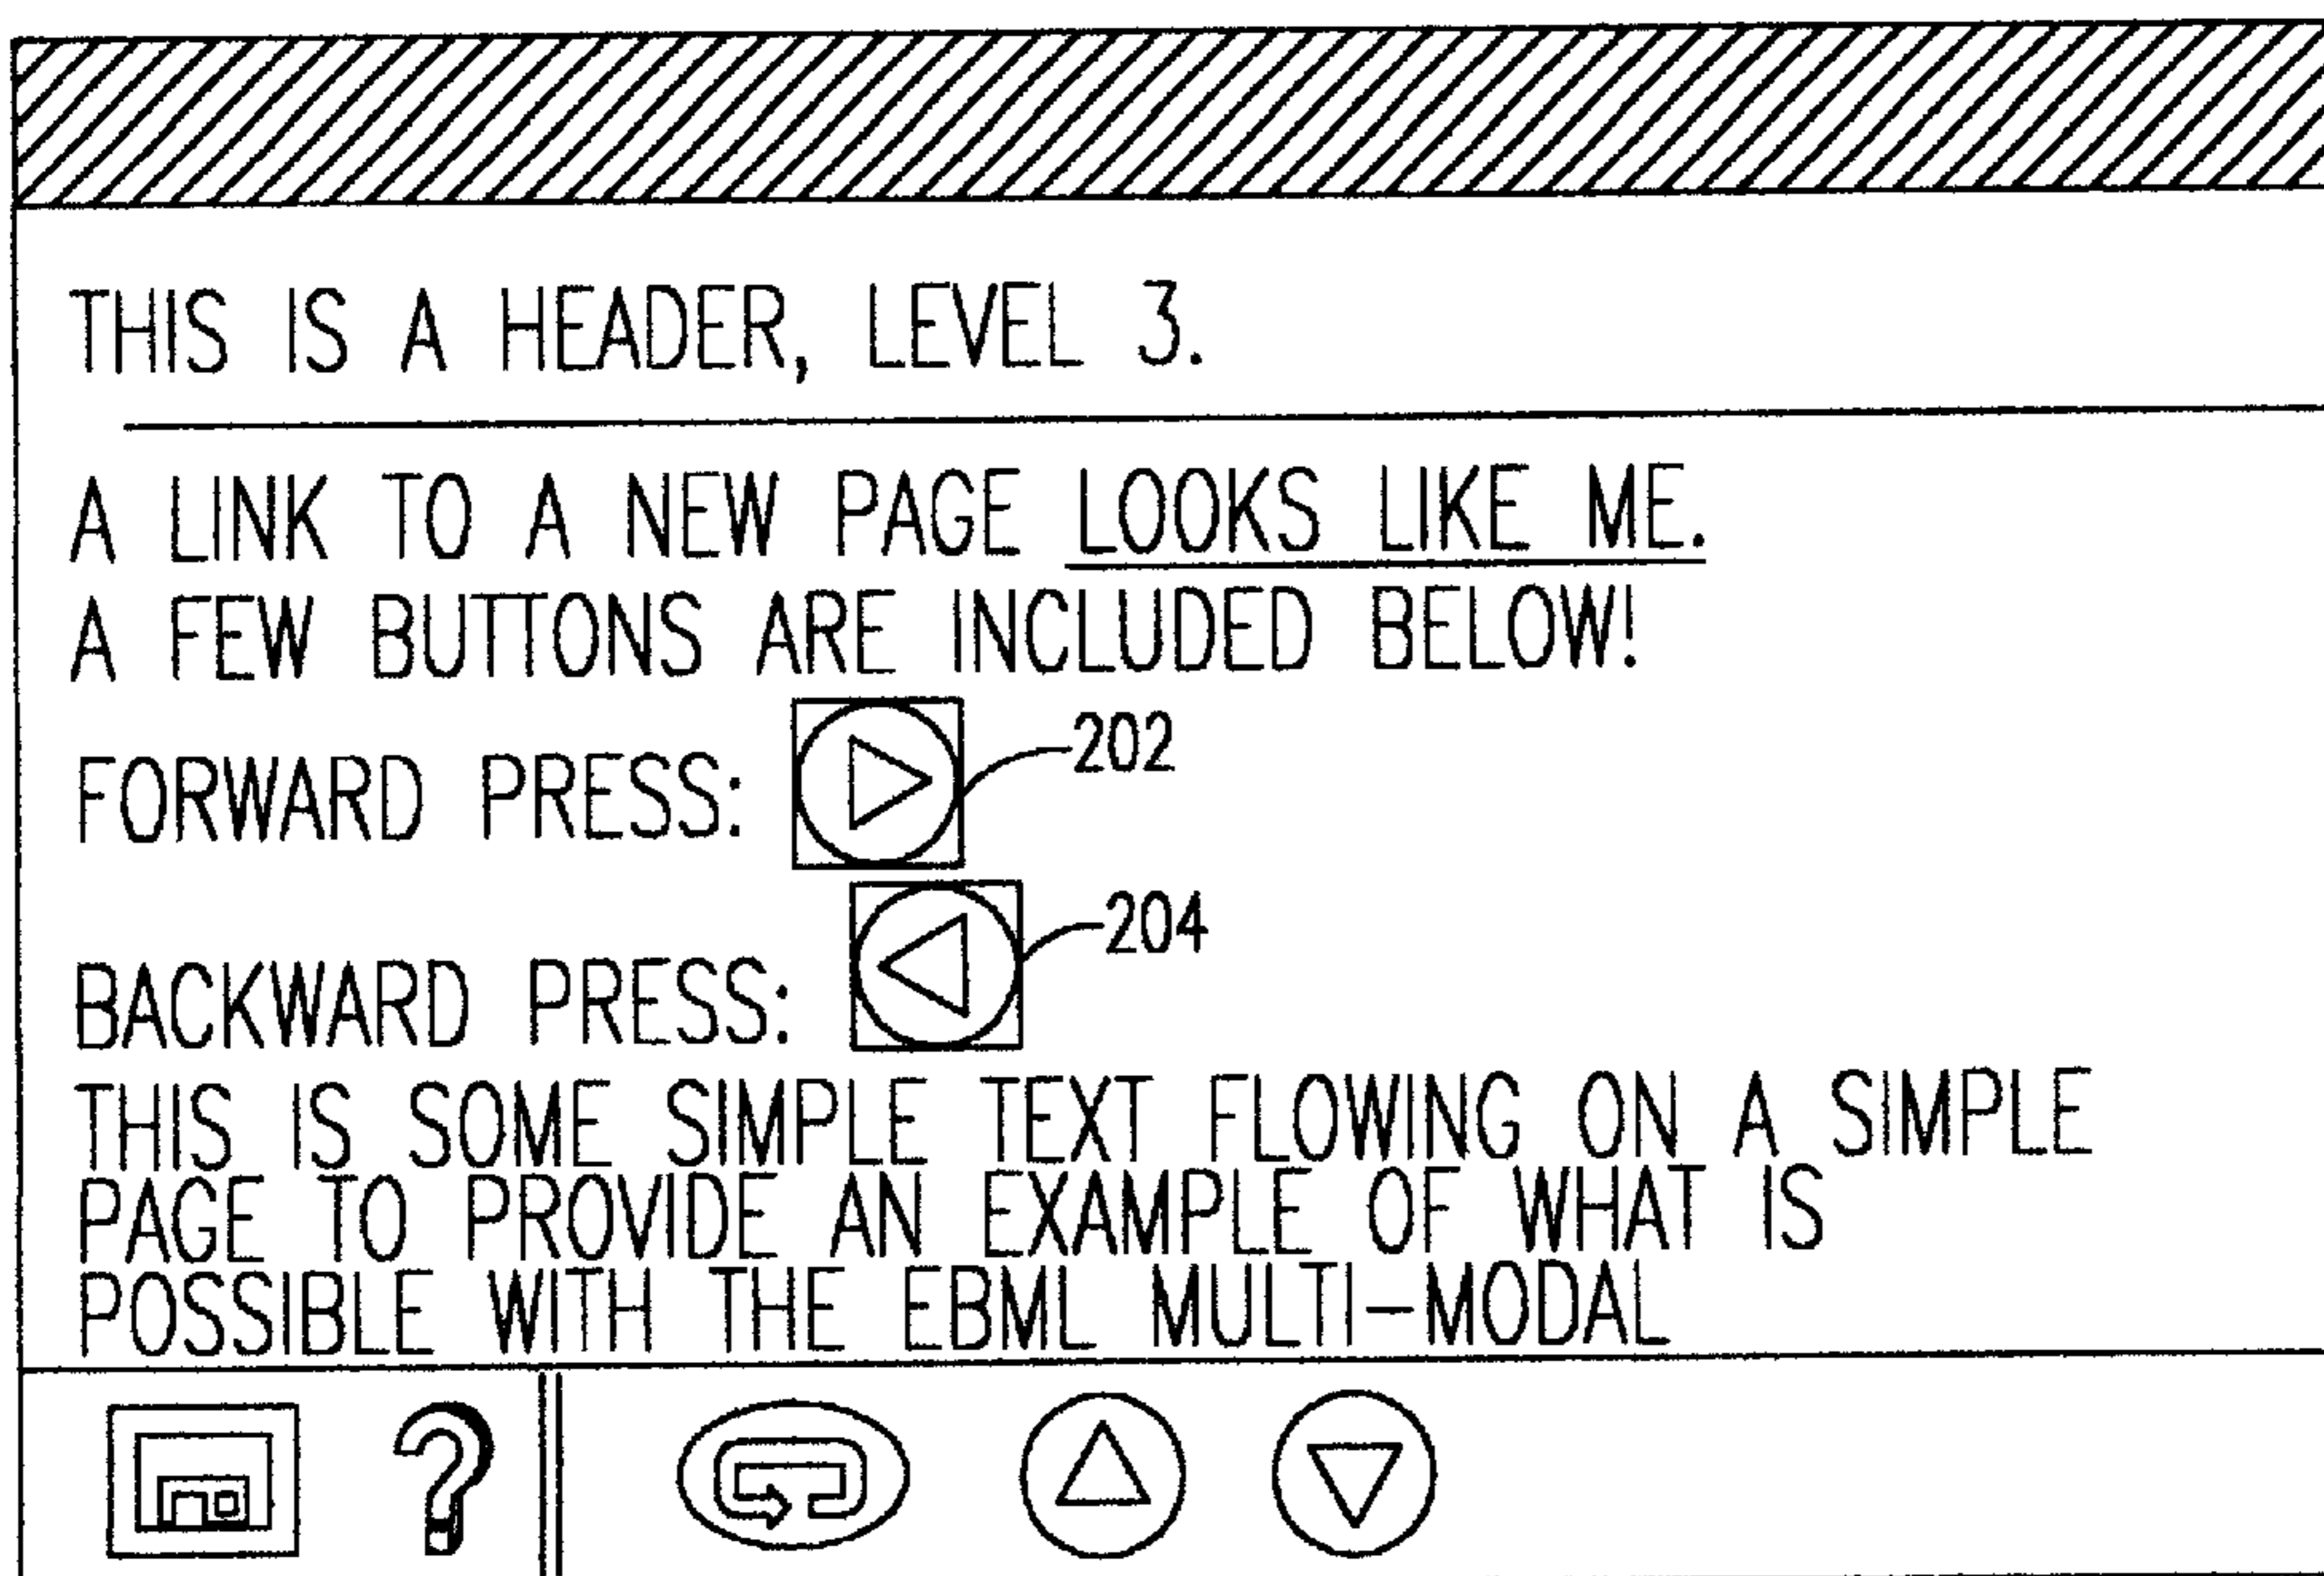 THIS IS A HEADER, LEVEL 3.
A LINK TO A NEW PAGE LOOKS LIKE ME.
A FEW BUTTONS ARE INCLUDED BELOW!
FORWARD PRESS: 202
BACKWARD PRESS: 204
THIS IS SOME SIMPLE TEXT FLOWING ON A SIMPLE
PAGE TO PROVIDE AN EXAMPLE OF WHAT IS
POSSIBLE WITH THE EBML MULTI-MODAL
?